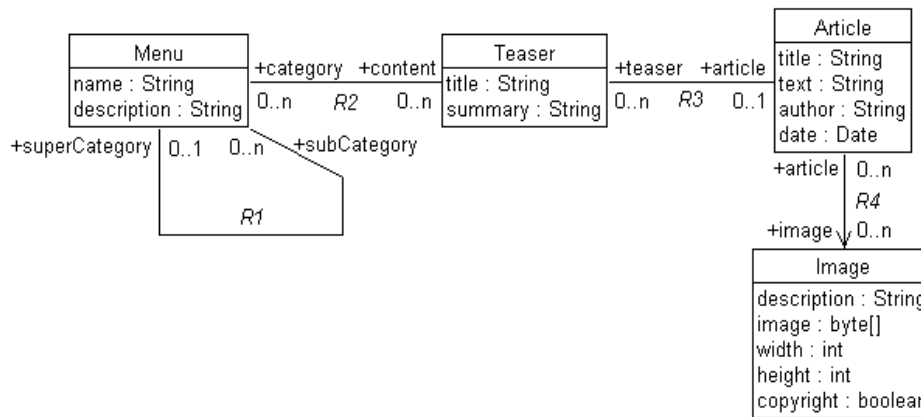 Menu
name : String
description : String
+category +content
0..n R2 0..n
Teaser
title : String
summary : String
+teaser +article
0..n R3 0..1
Article
title : String
text : String
author : String
date : Date
+superCategory 0..1 0..n +subCategory
R1
+article 0..n
R4
+image 0..n
Image
description : String
image : byte[]
width : int
height : int
copyright : boolean